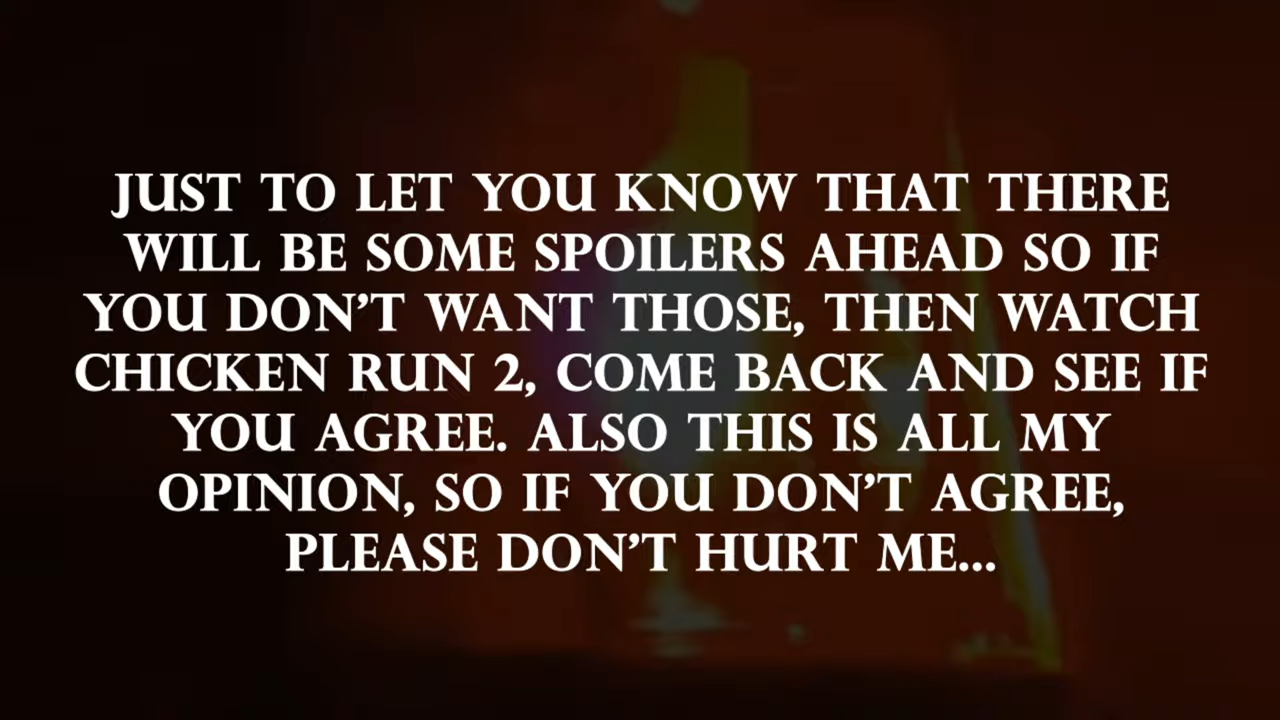 JUST TO LET YOU KNOW THAT THERE
WILL BE SOME SPOILERS AHEAD SO IF
YOU DON'T WANT THOSE, THEN WATCH
CHICKEN RUN 2, COME BACK AND SEE IF
YOU AGREE. ALSO THIS IS ALL MY
OPINION, SO IF YOU DON'T AGREE,
PLEASE DON'T HURT ME...